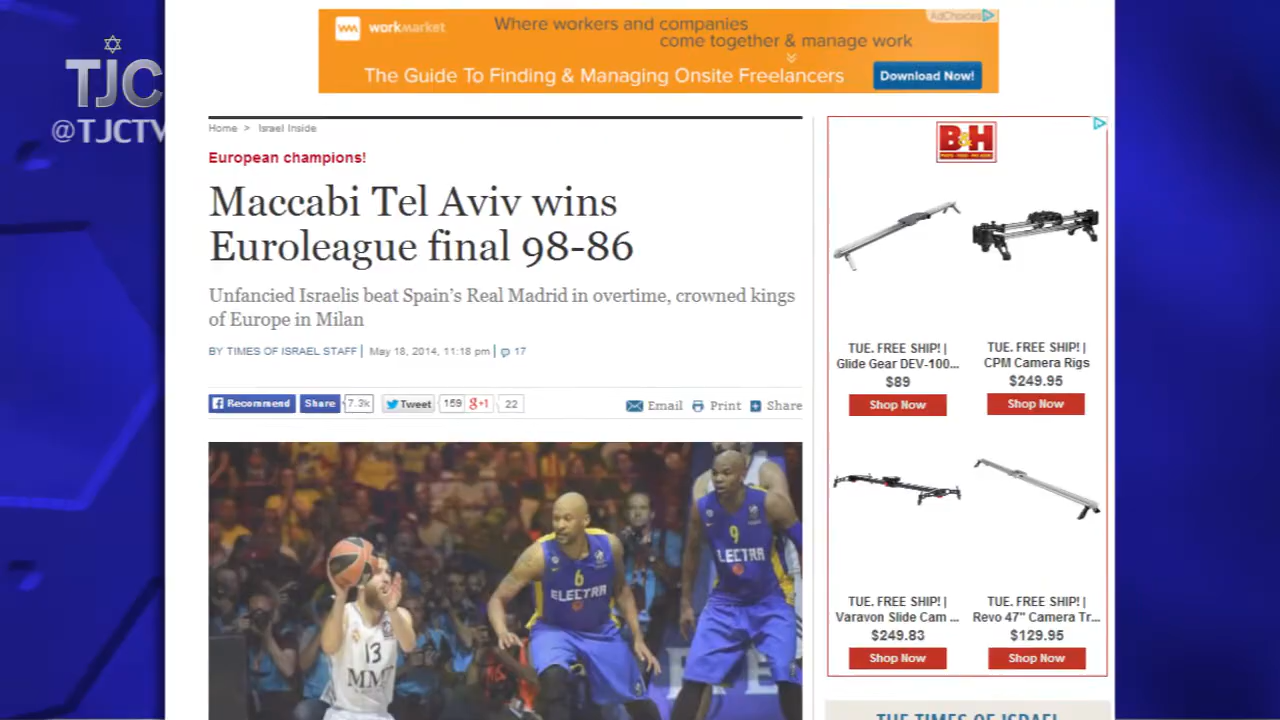 TJC
@TJCTV
workmarket
Where workers and companies
come together & manage work
AdChoices
The Guide To Finding & Managing Onsite Freelancers
Download Now!
Home > Israel Inside
European champions!
Maccabi Tel Aviv wins
Euroleague final 98-86
Unfancied Israelis beat Spain's Real Madrid in overtime, crowned kings
of Europe in Milan
BY TIMES OF ISRAEL STAFF | May 18, 2014, 11:18 pm | 17
Recommend Share 7.3k Tweet 159 g+1 22
Email Print Share
6
ELECTRA
9
ELECTRA
13
B&H
TUE. FREE SHIP! |
Glide Gear DEV-100...
$89
Shop Now
TUE. FREE SHIP! |
CPM Camera Rigs
$249.95
Shop Now
TUE. FREE SHIP! |
Varavon Slide Cam ...
$249.83
Shop Now
TUE. FREE SHIP! |
Revo 47" Camera Tr...
$129.95
Shop Now
THE TIMES OF ISRAEL